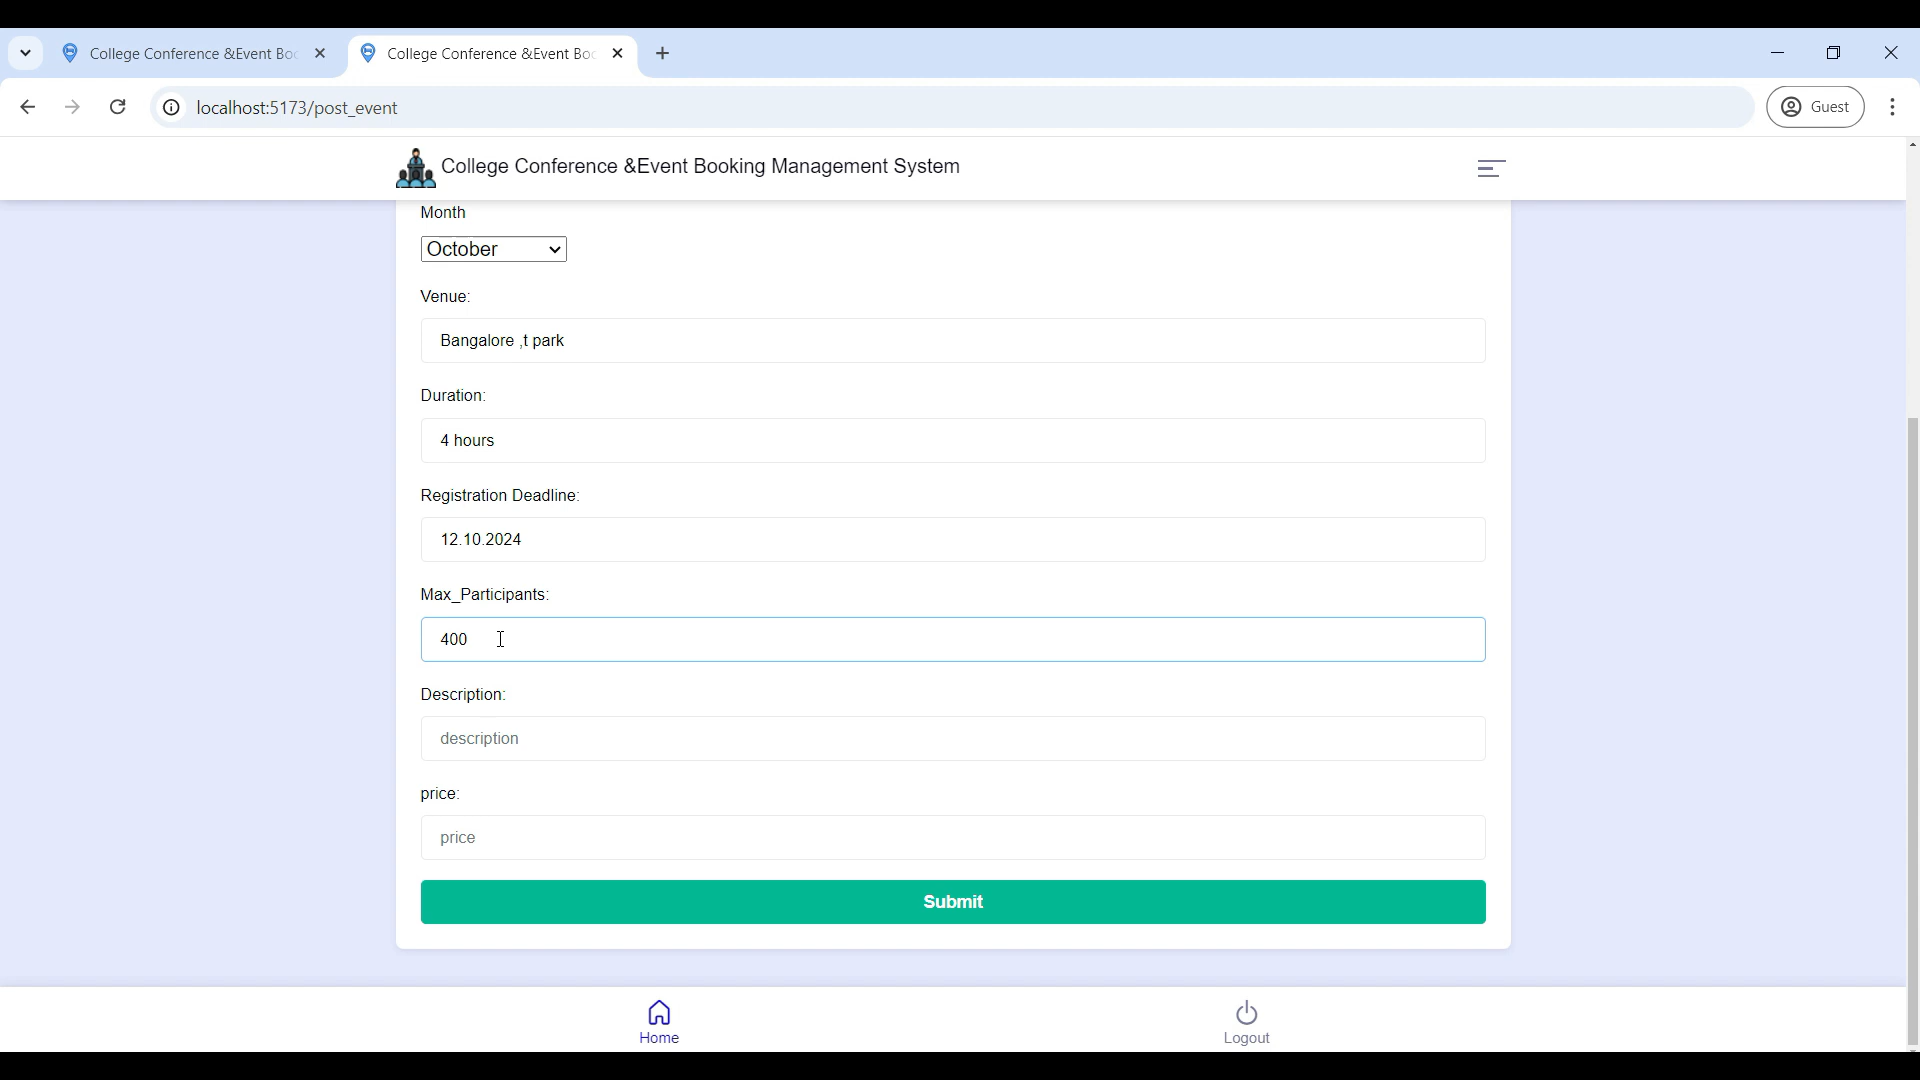 College Conference &Event Boo
College Conference &Event Boo
localhost:5173/post_event
Guest
College Conference &Event Booking Management System
Month
October
Venue:
Bangalore ,t park
Duration:
4 hours
Registration Deadline:
12.10.2024
Max_Participants:
400
Description:
description
price:
price
Submit
Home
Logout